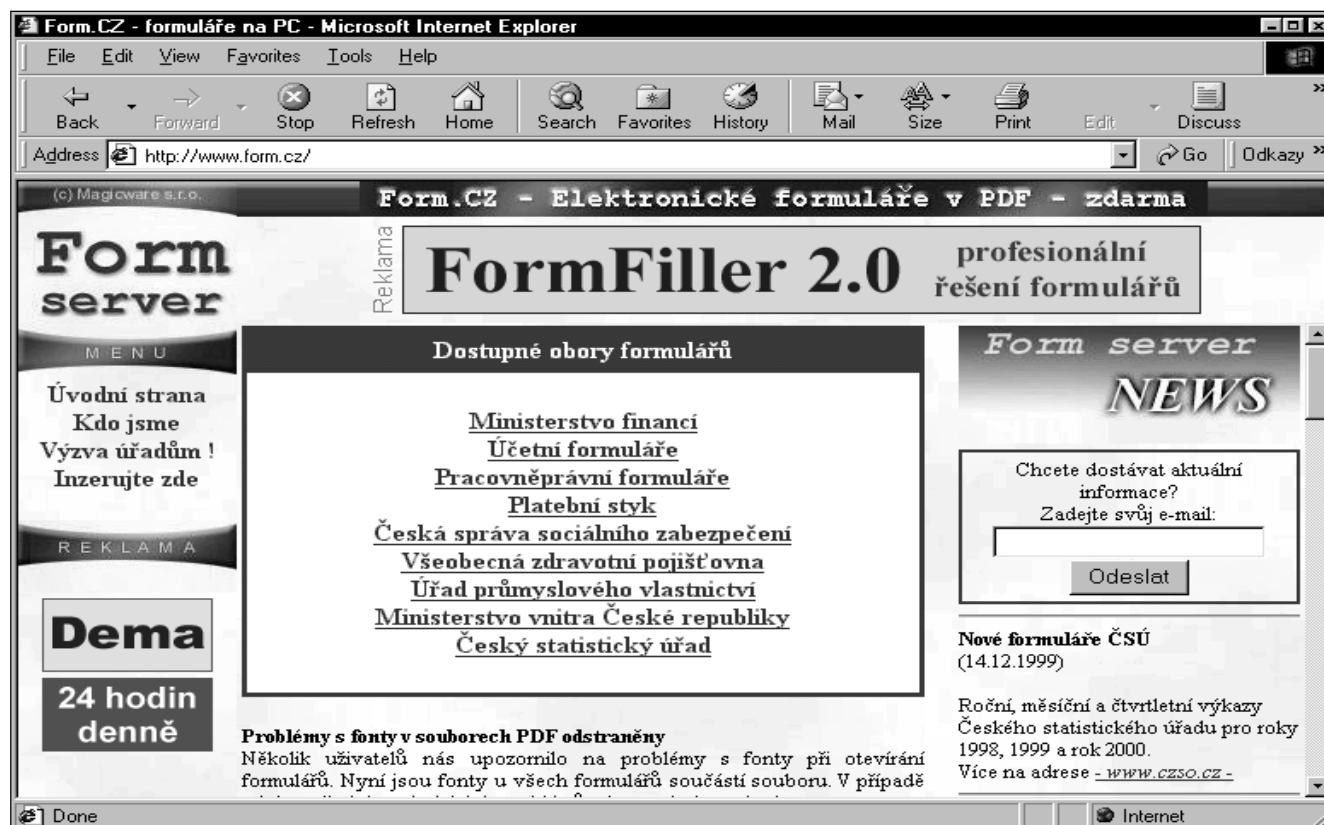 Form.CZ - formuláře na PC - Microsoft Internet Explorer
File Edit View Favorites Tools Help
Back Forward Stop Refresh Home Search Favorites History Mail Size Print Edit Discuss
Address http://www.form.cz/ Go Odkazy
(c) Magicware s.r.o.
Form.CZ - Elektronické formuláře v PDF - zdarma
Form
server
Reklama
FormFiller 2.0
profesionální
řešení formulářů
MENU
Úvodní strana
Kdo jsme
Výzva úřadům !
Inzerujte zde
REKLAMA
Dema
24 hodin
denně
Dostupné obory formulářů
Ministerstvo financí
Účetní formuláře
Pracovněprávní formuláře
Platební styk
Česká správa sociálního zabezpečení
Všeobecná zdravotní pojišťovna
Úřad průmyslového vlastnictví
Ministerstvo vnitra České republiky
Český statistický úřad
Problémy s fonty v souborech PDF odstraněny
Několik uživatelů nás upozornilo na problémy s fonty při otevírání
formulářů. Nyní jsou fonty u všech formulářů součástí souboru. V případě
Form server
NEWS
Chcete dostávat aktuální
informace?
Zadejte svůj e-mail:
Odeslat
Nové formuláře ČSÚ
(14.12.1999)
Roční, měsíční a čtvrtletní výkazy
Českého statistického úřadu pro roky
1998, 1999 a rok 2000.
Více na adrese - www.czso.cz -
Done Internet